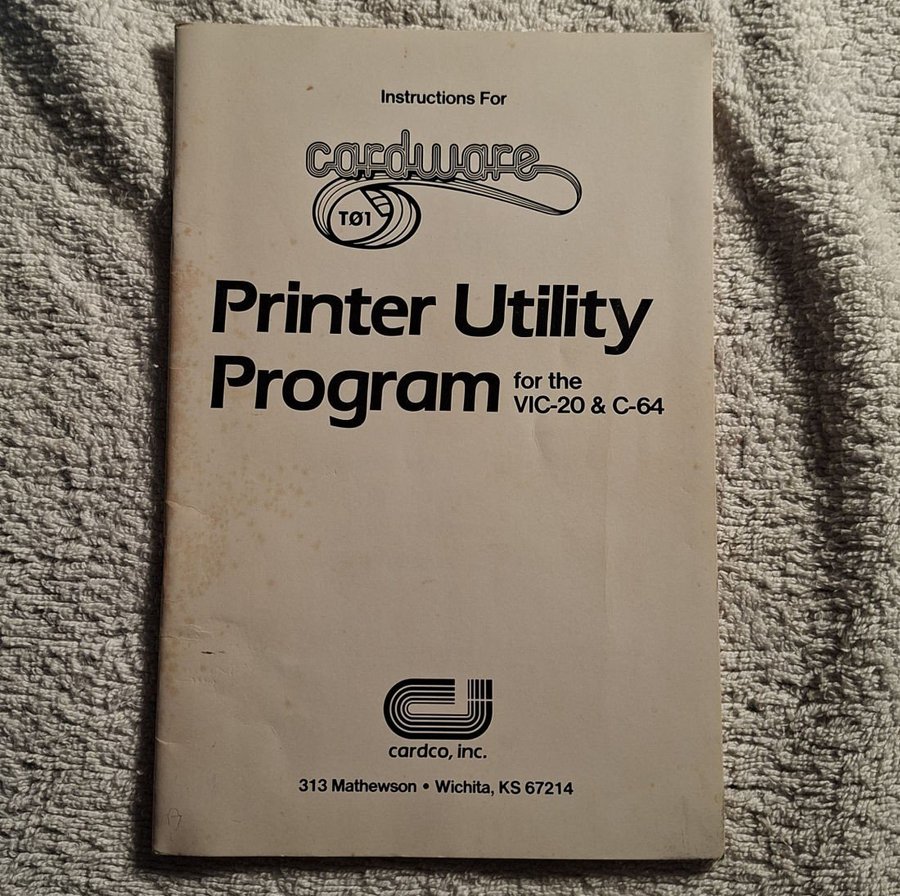 Instructions For
cardware
TØ1
Printer Utility
Program for the
VIC-20 & C-64
cardco, inc.
313 Mathewson • Wichita, KS 67214